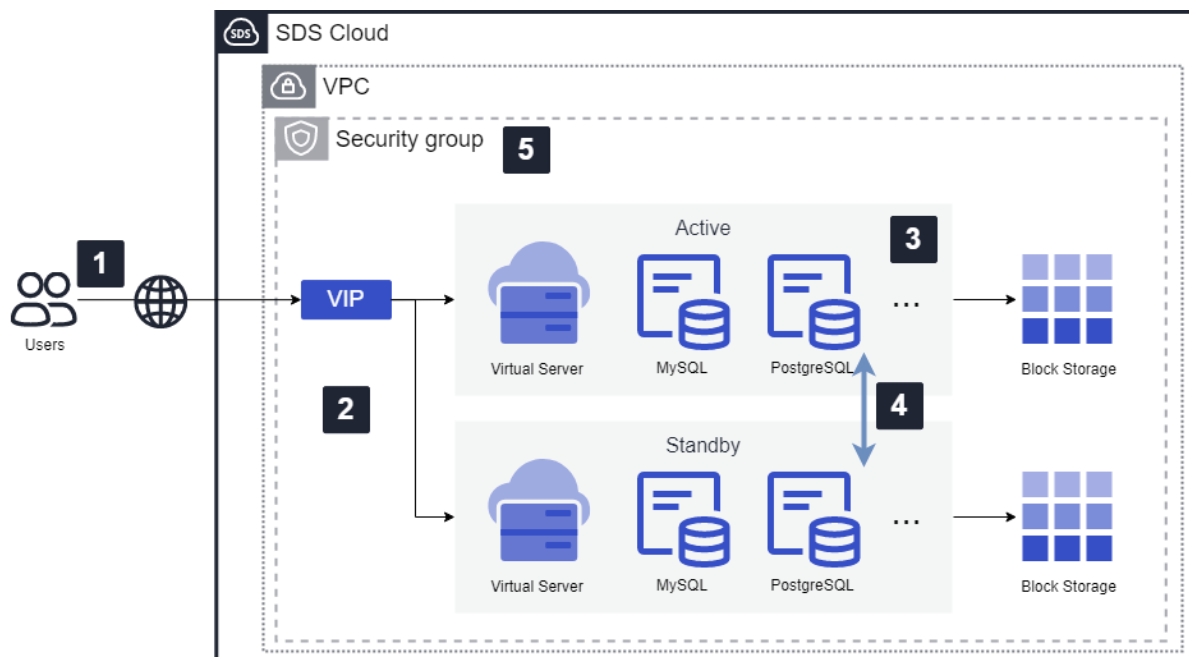 SDS
SDS Cloud
VPC
Security group
5
Active
3
1
VIP
...
Users
Virtual Server
MySQL
PostgreSQL
Block Storage
2
4
Standby
...
Virtual Server
MySQL
PostgreSQL
Block Storage